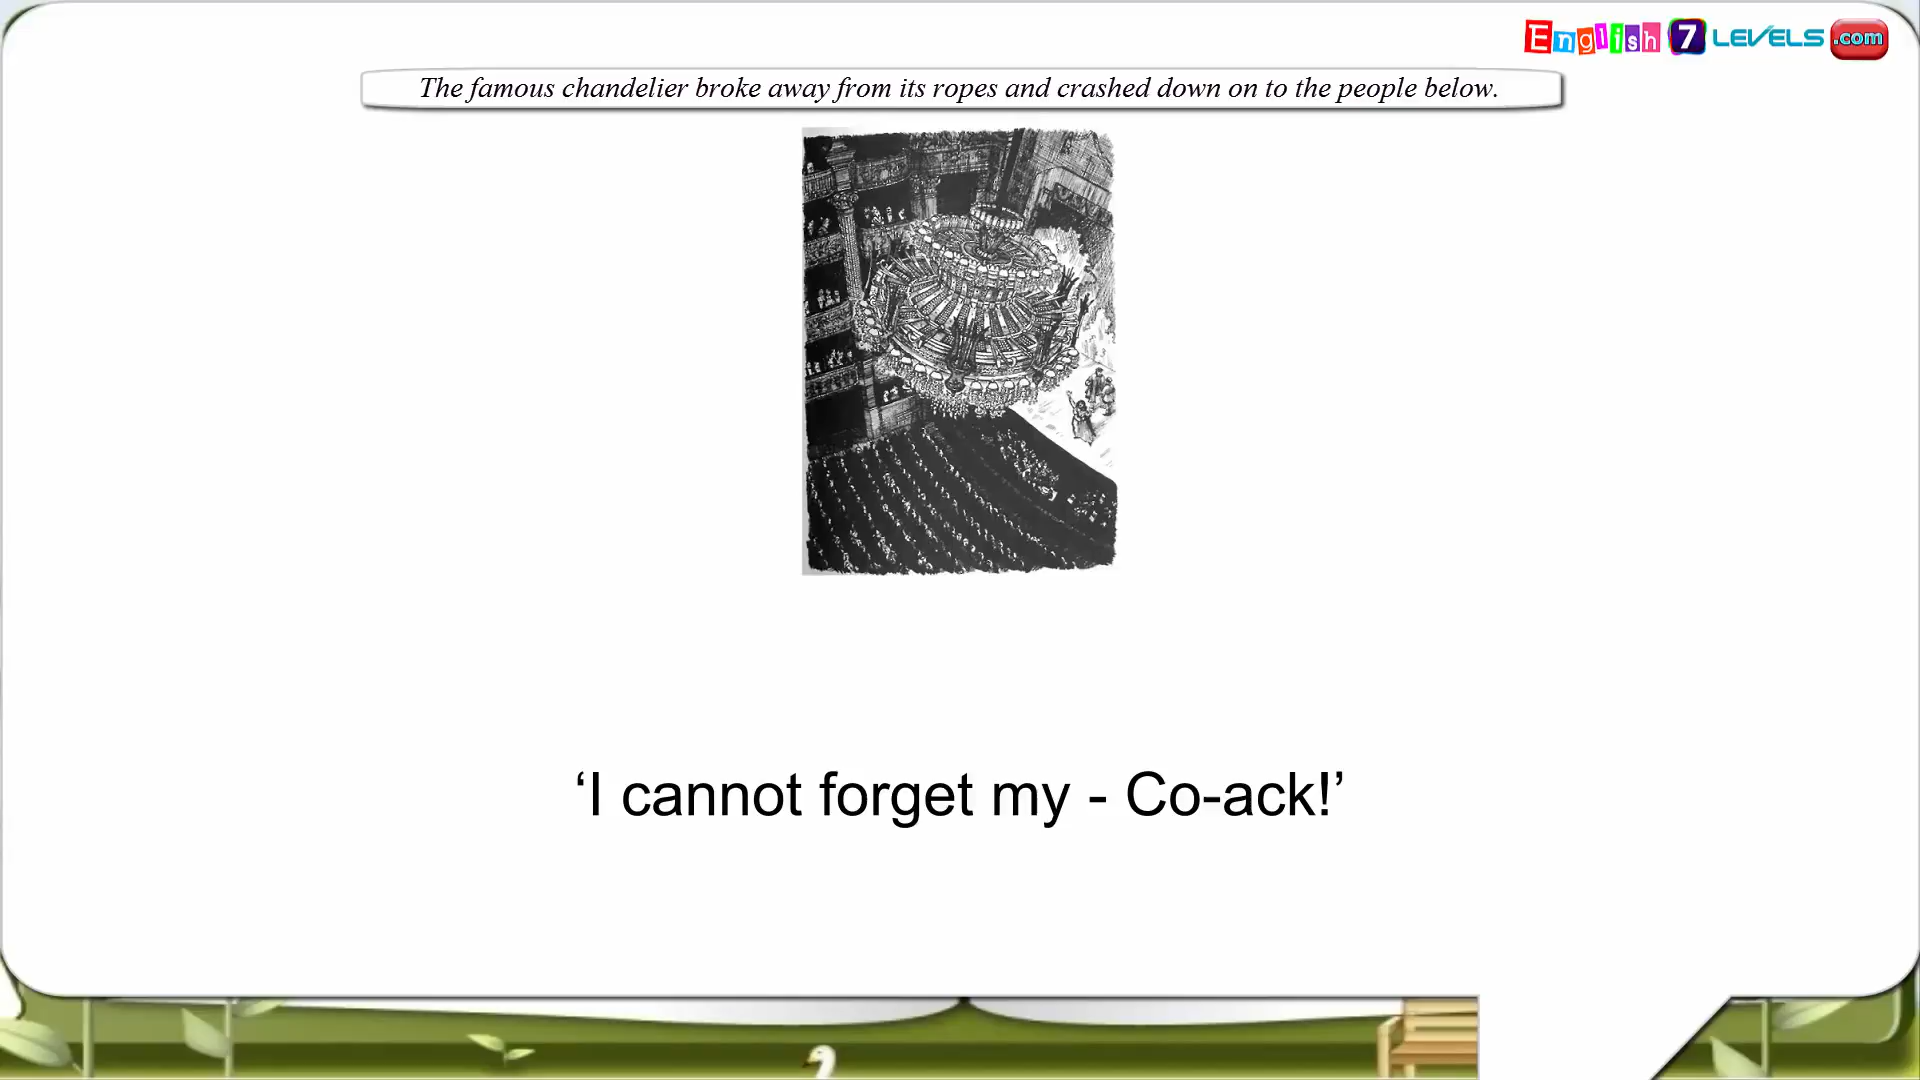 English 7 LEVELS .com
The famous chandelier broke away from its ropes and crashed down on to the people below.
‘I cannot forget my - Co-ack!’